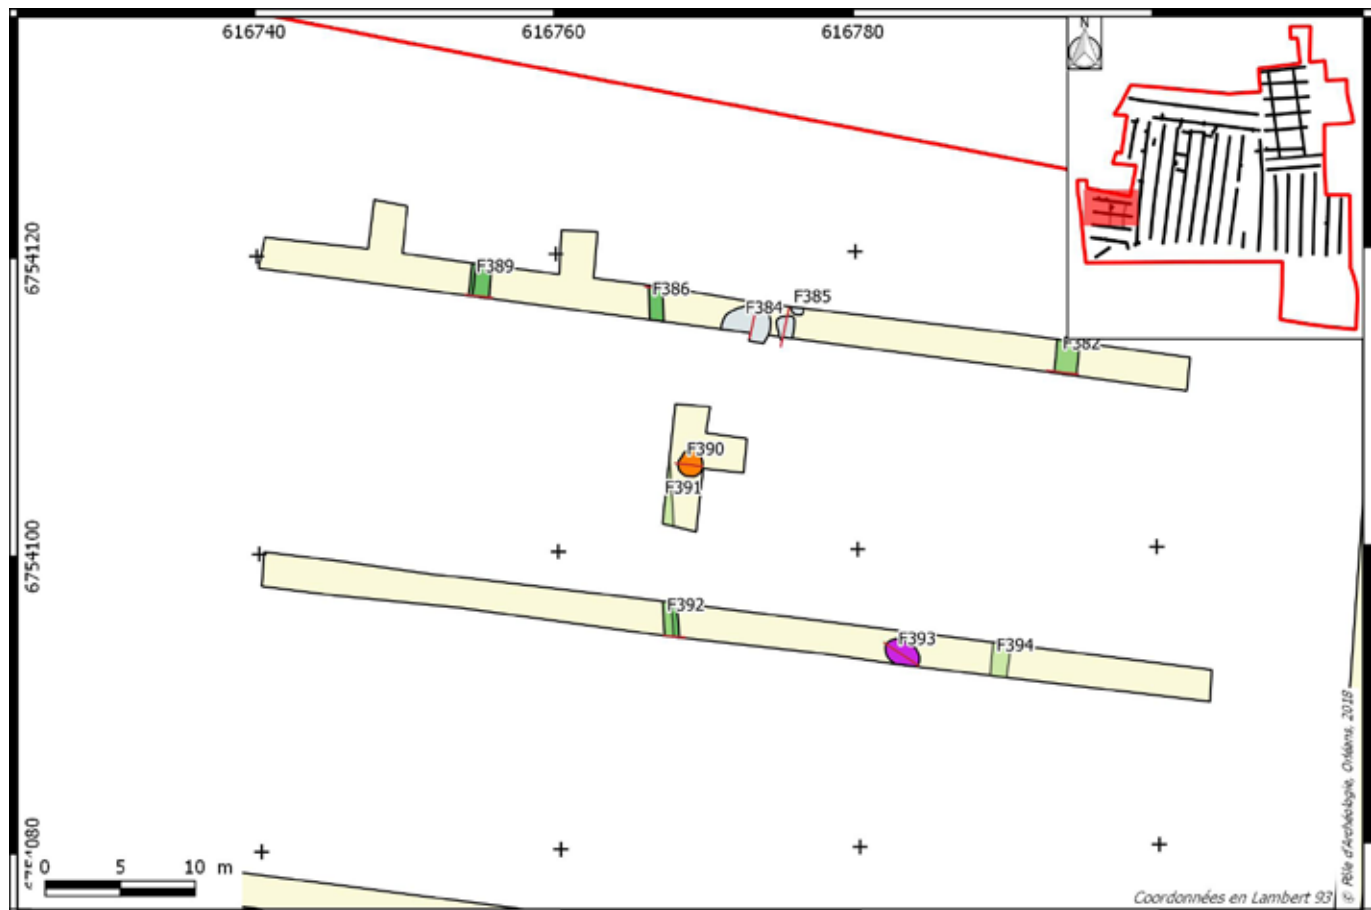 616740 616760 616780
N
6754120
F389
F386
F384
F385
F382
F390
F391
6754100
F392
F393
F394
0 5 10 m
Coordonnées en Lambert 93
© Pôle d'Archéologie, Orléans, 2018